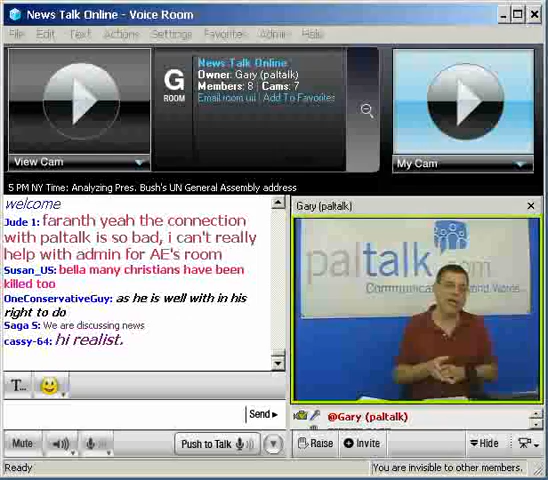 News Talk Online - Voice Room
File Edit Text Actions Settings Favorites Admin Help
G
ROOM
News Talk Online
Owner: Gary (paltalk)
Members: 8 | Cams: 7
Email room url | Add To Favorites
View Cam
My Cam
5 PM NY Time: Analyzing Pres. Bush's UN General Assembly address
welcome
Jude 1: faranth yeah the connection
with paltalk is so bad, i can't really
help with admin for AE's room
Susan_US: bella many christians have been
killed too
OneConservativeGuy: as he is well with in his
right to do
Saga S: We are discussing news
cassy-64: hi realist.
Gary (paltalk)
paltalk.com
T...
Send
@Gary (paltalk)
Mute
Push to Talk
Raise
Invite
Hide
Ready
You are invisible to other members.